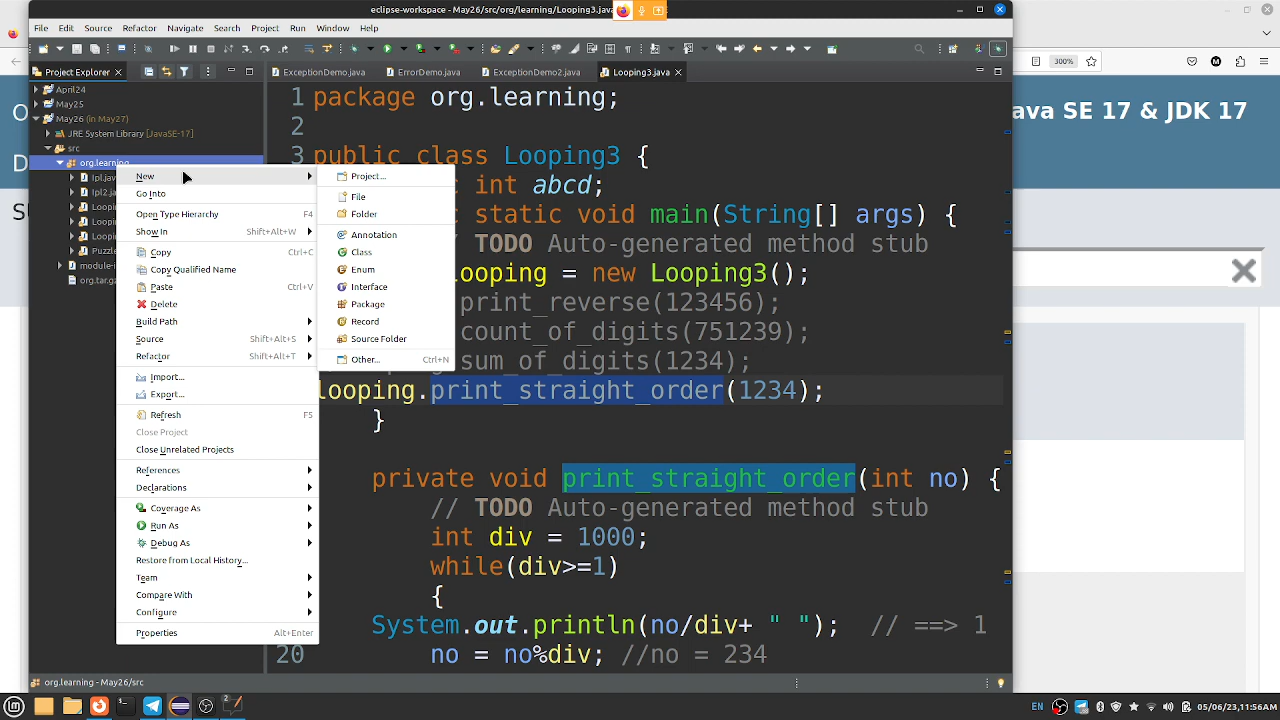 eclipse-workspace - May26/src/org/learning/Looping3.java
File Edit Source Refactor Navigate Search Project Run Window Help
300%
Project Explorer
ExceptionDemo.java
ErrorDemo.java
ExceptionDemo2.java
Looping3.java
ava SE 17 & JDK 17
April24
May25
May26 (in May27)
JRE System Library [JavaSE-17]
src
org.learning
module-i
org.tar.gz
New
Go Into
Open Type Hierarchy F4
Show In Shift+Alt+W
Copy Ctrl+C
Copy Qualified Name
Paste Ctrl+V
Delete
Build Path
Source Shift+Alt+S
Refactor Shift+Alt+T
Import...
Export...
Refresh F5
Close Project
Close Unrelated Projects
References
Declarations
Coverage As
Run As
Debug As
Restore from Local History...
Team
Compare With
Configure
Properties Alt+Enter
Project...
File
Folder
Annotation
Class
Enum
Interface
Package
Record
Source Folder
Other... Ctrl+N
1 package org.learning;
2
3 public class Looping3 {
c int abcd;
c static void main(String[] args) {
TODO Auto-generated method stub
ooping = new Looping3();
print_reverse(123456);
count_of_digits(751239);
sum_of_digits(1234);
looping.print_straight_order(1234);
}
private void print_straight_order(int no) {
// TODO Auto-generated method stub
int div = 1000;
while(div>=1)
{
System.out.println(no/div+ " "); // ==> 1
20 no = no%div; //no = 234
org.learning - May26/src
EN
05/06/23,11:56AM